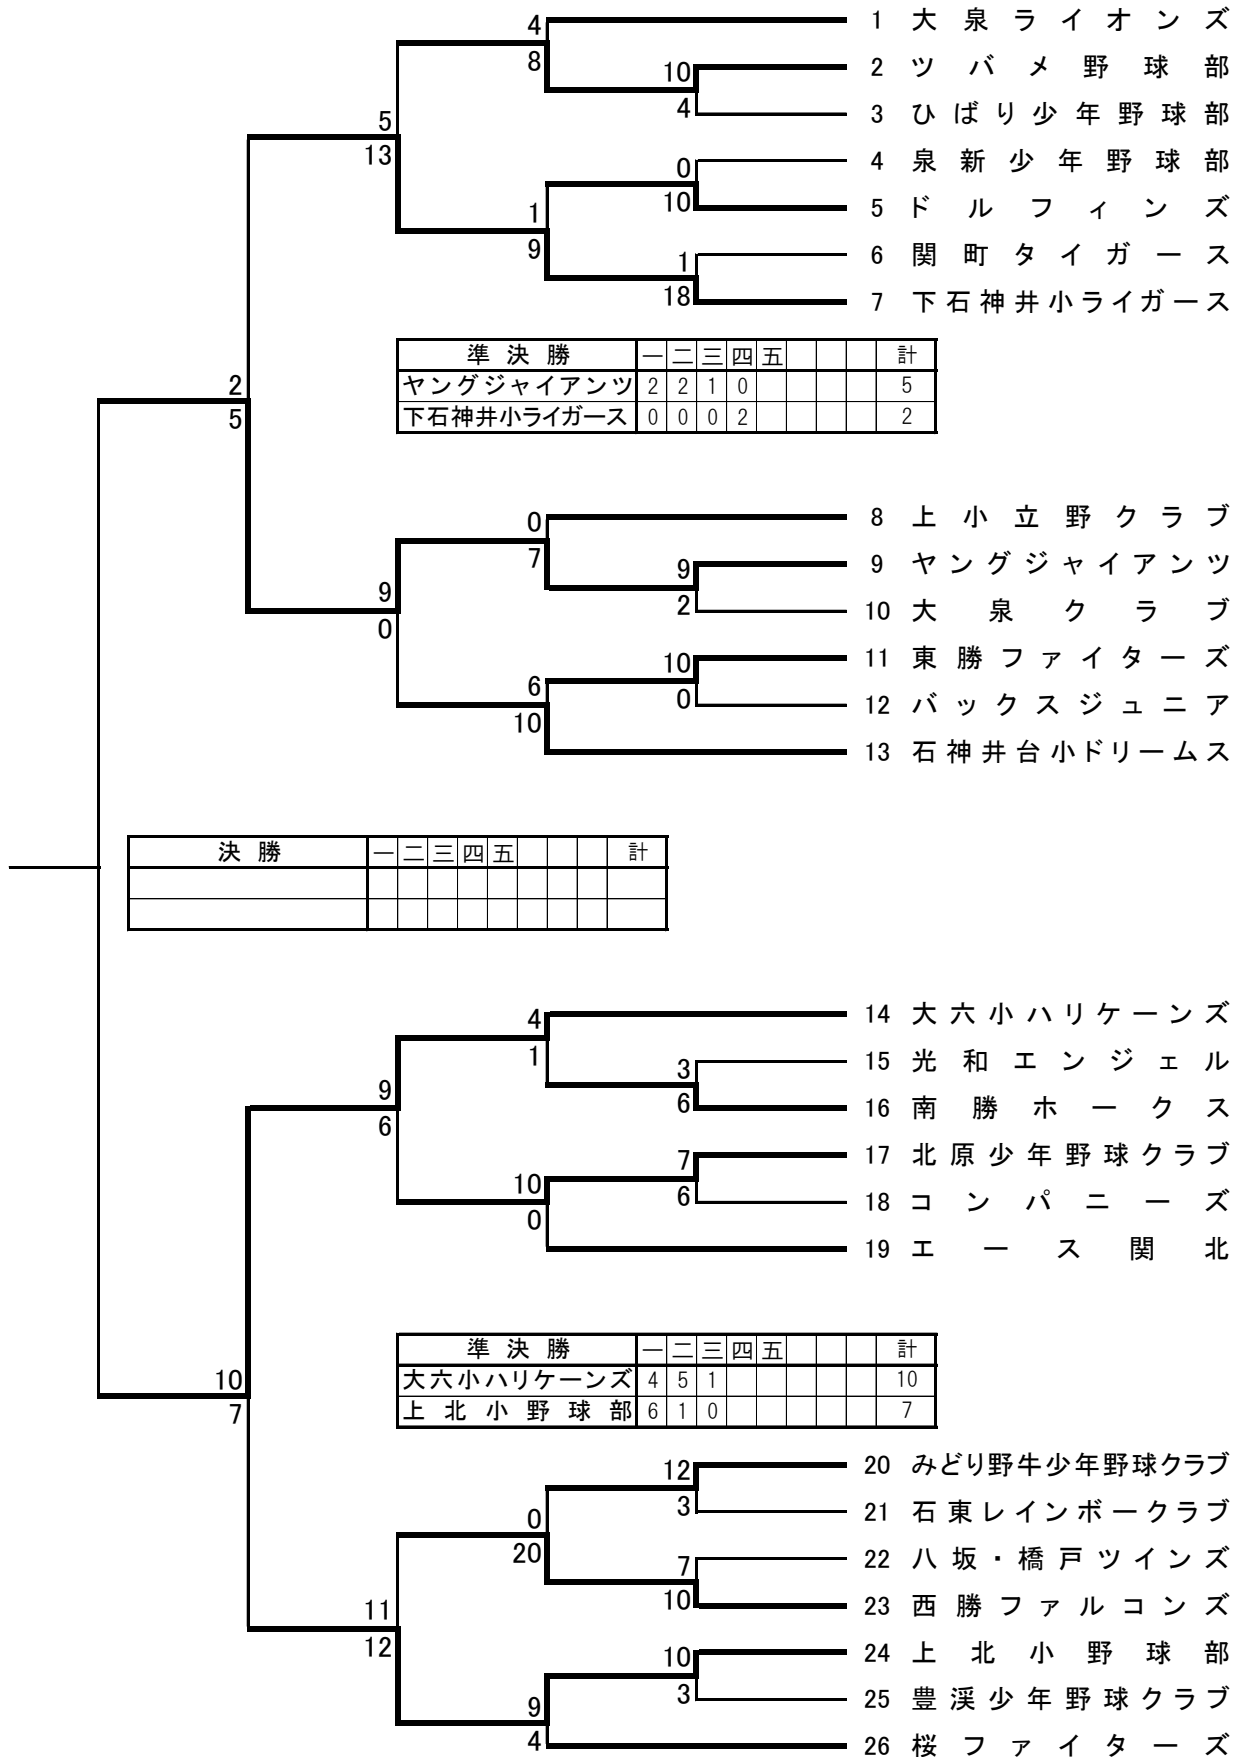 4
1 大泉ライオンズ
8
10
2 ツバメ野球部
4
3 ひばり少年野球部
5
13
0
4 泉新少年野球部
10
5 ドルフィンズ
1
9
1
6 関町タイガース
18
7 下石神井小ライガース
準決勝 一 二 三 四 五 計
ヤングジャイアンツ 2 2 1 0 5
下石神井小ライガース 0 0 0 2 2
2
5
0
8 上小立野クラブ
7
9
9 ヤングジャイアンツ
2
10 大泉クラブ
9
0
10
11 東勝ファイターズ
0
12 バックスジュニア
6
10
13 石神井台小ドリームス
決勝 一 二 三 四 五 計
4
14 大六小ハリケーンズ
1
3
15 光和エンジェル
6
16 南勝ホークス
9
6
7
17 北原少年野球クラブ
6
18 コンパニーズ
10
0
19 エース関北
準決勝 一 二 三 四 五 計
大六小ハリケーンズ 4 5 1 10
上北小野球部 6 1 0 7
10
7
12
20 みどり野牛少年野球クラブ
3
21 石東レインボークラブ
0
20
7
22 八坂・橋戸ツインズ
10
23 西勝ファルコンズ
11
12
10
24 上北小野球部
3
25 豊渓少年野球クラブ
9
4
26 桜ファイターズ